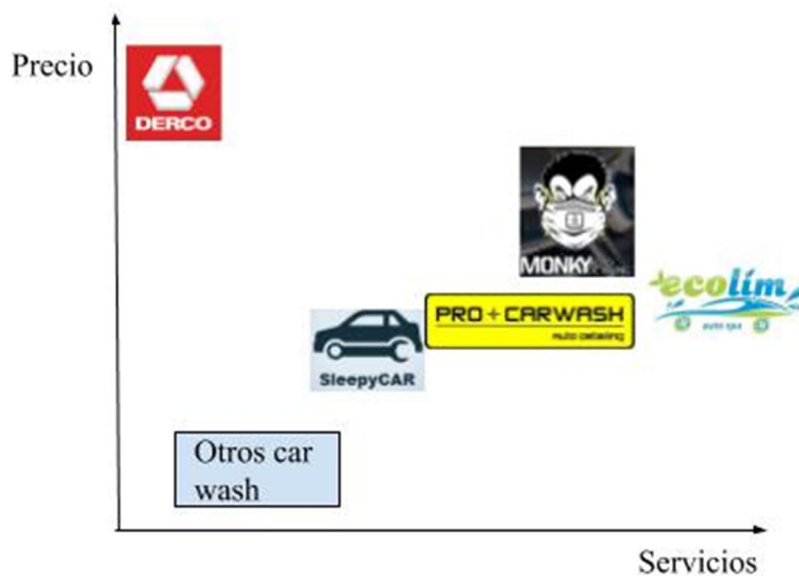 Precio
DERCO
MONKY
ecolim
auto spa
PRO + CARWASH
auto detailing
SleepyCAR
Otros car
wash
Servicios